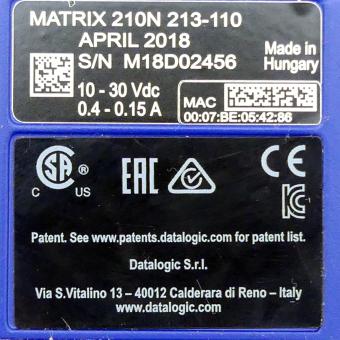 MATRIX 210N 213-110
APRIL 2018
S/N M18D02456
Made in
Hungary
10 - 30 Vdc
0.4 - 0.15 A
MAC
00:07:BE:05:42:86
C US
EAC
CE
Patent. See www.patents.datalogic.com for patent list.
Datalogic S.r.l.
Via S.Vitalino 13 – 40012 Calderara di Reno – Italy
www.datalogic.com